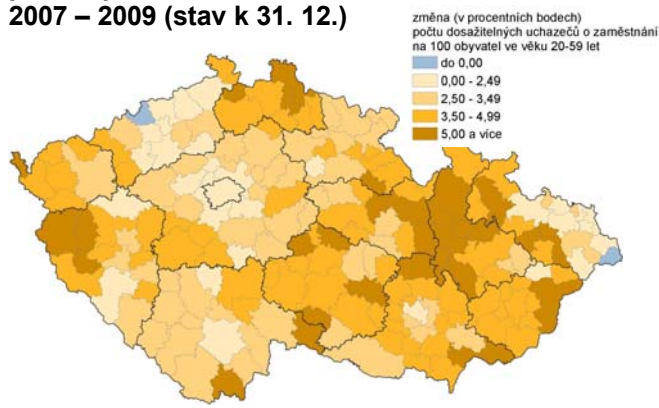 2007 – 2009 (stav k 31. 12.)
změna (v procentních bodech)
počtu dosažitelných uchazečů o zaměstnání
na 100 obyvatel ve věku 20-59 let
do 0,00
0,00 - 2,49
2,50 - 3,49
3,50 - 4,99
5,00 a více